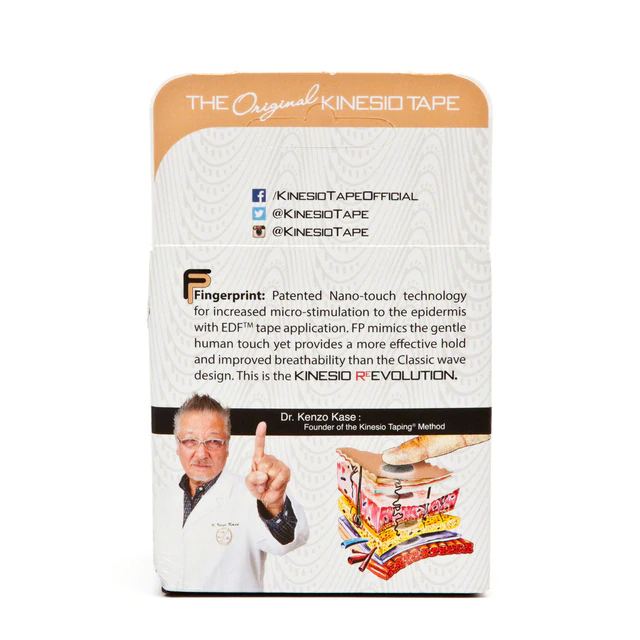 THE Original KINESIO TAPE
/KINESIOTAPEOFFICIAL
@KINESIOTAPE
@KINESIOTAPE
Fingerprint: Patented Nano-touch technology
for increased micro-stimulation to the epidermis
with EDF™ tape application. FP mimics the gentle
human touch yet provides a more effective hold
and improved breathability than the Classic wave
design. This is the KINESIO REEVOLUTION.
Dr. Kenzo Kase :
Founder of the Kinesio Taping® Method